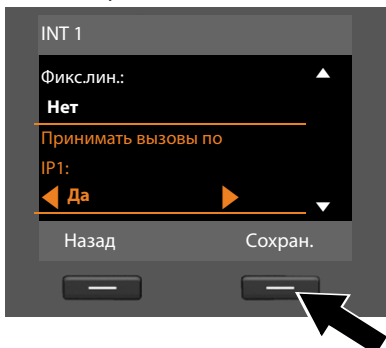 INT 1
Фикс.лин.:
Нет
Принимать вызовы по
IP1:
Да
Назад Сохран.